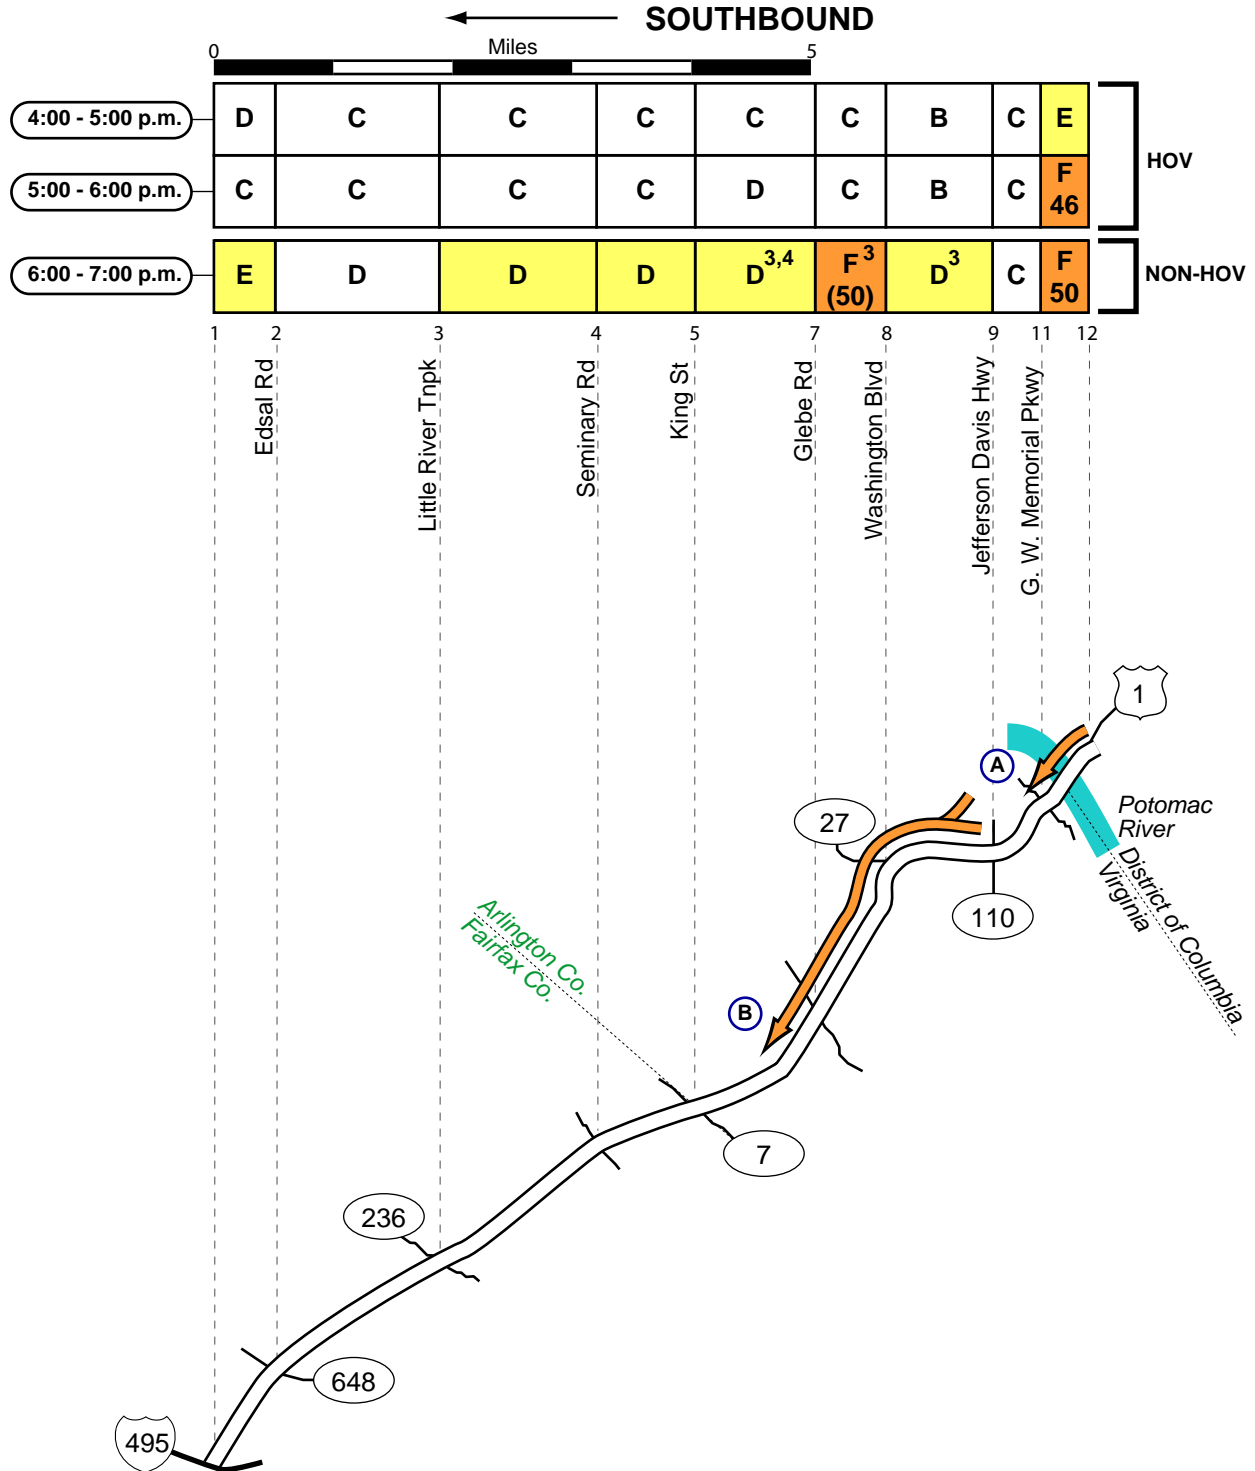 SOUTHBOUND
0 Miles 5
4:00 - 5:00 p.m. D C C C C C B C E
HOV
5:00 - 6:00 p.m. C C C C D C B C F 46
6:00 - 7:00 p.m. E D D D D3,4 F3 (50) D3 C F 50
NON-HOV
1 2 3 4 5 7 8 9 11 12
Edsal Rd
Little River Tnpk
Seminary Rd
King St
Glebe Rd
Washington Blvd
Jefferson Davis Hwy
G. W. Memorial Pkwy
1
A
Potomac
River
27
District of Columbia
Virginia
110
Arlington Co.
Fairfax Co.
B
7
236
648
495